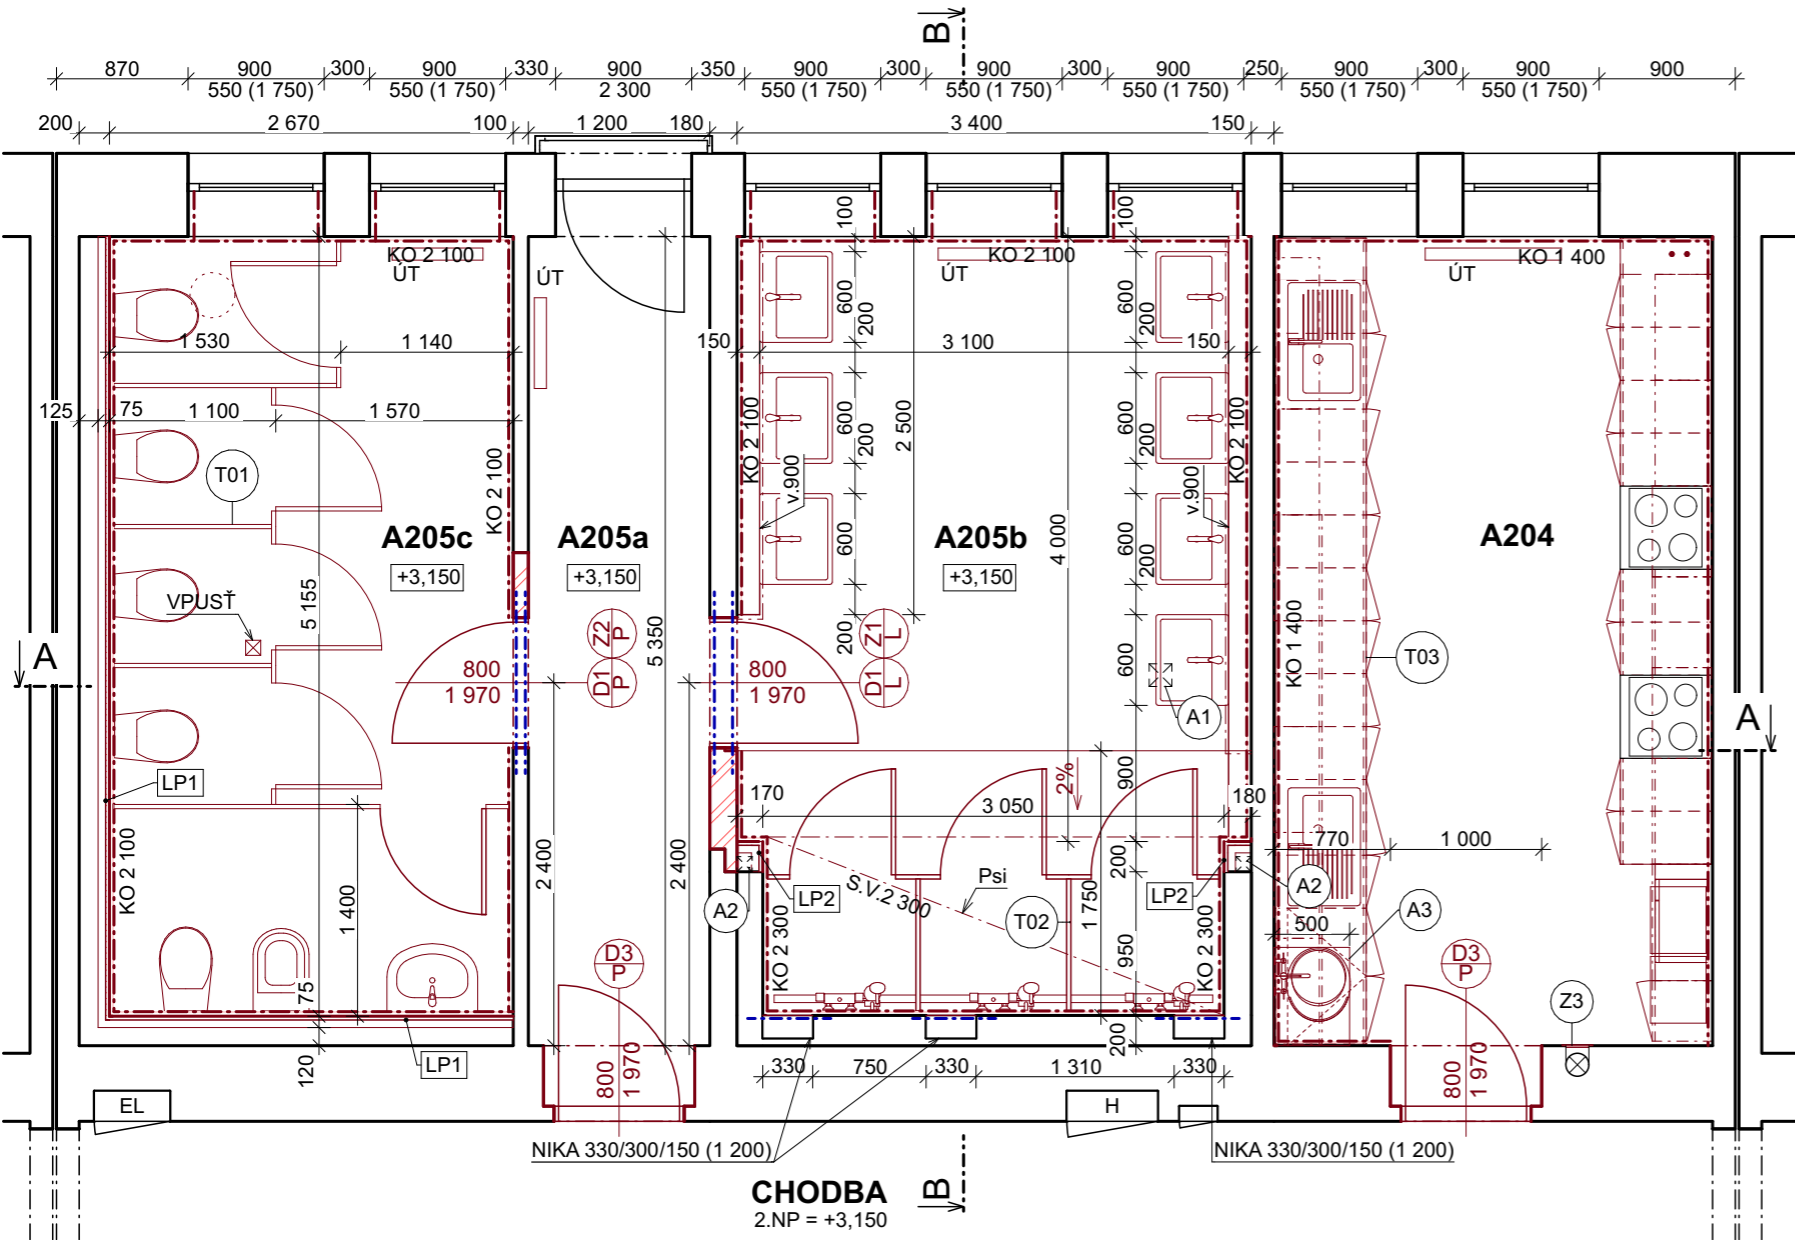 B
870 900 300 900 330 900 350 900 300 900 300 900 250 900 300 900 900
550 (1 750) 550 (1 750) 2 300 550 (1 750) 550 (1 750) 550 (1 750) 550 (1 750) 550 (1 750)
200 2 670 100 1 200 180 3 400 150
100 100
KO 2 100 KO 2 100 KO 1 400
ÚT ÚT ÚT ÚT
600 600
200 200
1 530 1 140 150 3 100 150
125 75 1 100 1 570
600 600
200 200
2 500
KO 2 100 KO 2 100 KO 2 100
T01
v.900 v.900
A205c A205a A205b A204
+3,150 +3,150 +3,150
600 600
200 200
4 000
VPUSŤ
5 155
5 350
200
600
KO 1 400
Z2
P
Z1
L
T03
A A
800
1 970
D1
P
800
1 970
D1
L
A1
LP1
170 3 050 180
2%
900
770 1 000
KO 2 100
1 400
2 400 2 400
200
A2 LP2 S.V.2 300 Psi T02 1 750 LP2 A2
A3
500
KO 2 300 KO 2 300
950
D3
P
D3
P
Z3
75
LP1
120
200
800
1 970
330 750 330 1 310 330
800
1 970
EL H
NIKA 330/300/150 (1 200) NIKA 330/300/150 (1 200)
CHODBA
2.NP = +3,150
B